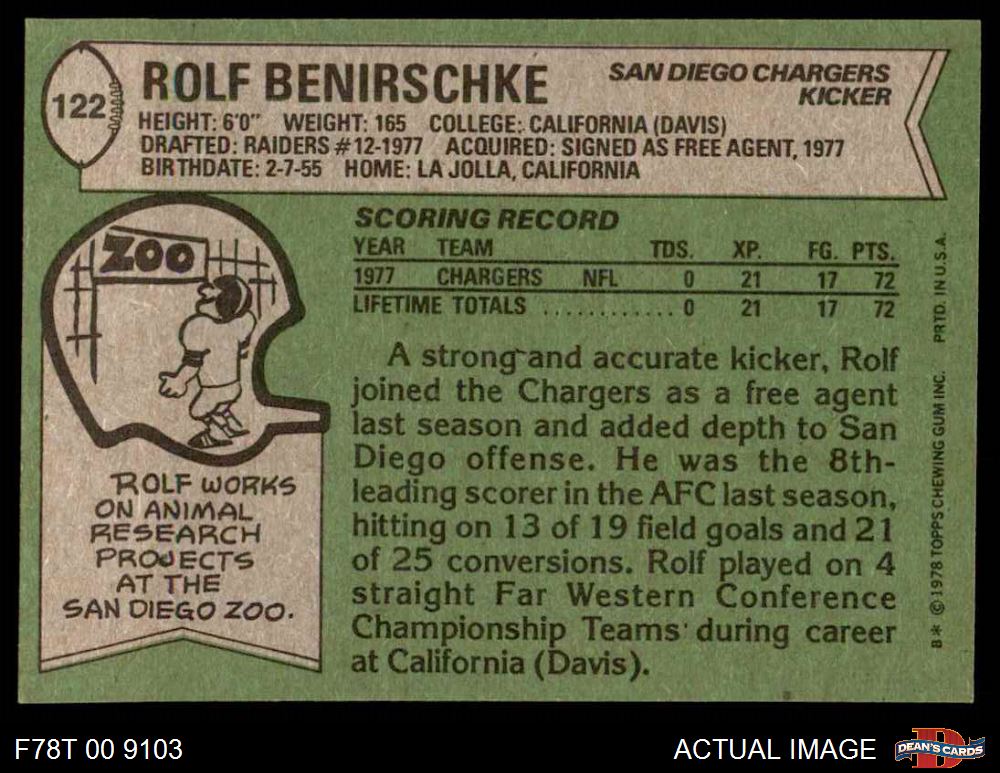 122
ROLF BENIRSCHKE
SAN DIEGO CHARGERS
KICKER
HEIGHT: 6'0" WEIGHT: 165 COLLEGE: CALIFORNIA (DAVIS)
DRAFTED: RAIDERS #12-1977 ACQUIRED: SIGNED AS FREE AGENT, 1977
BIRTHDATE: 2-7-55 HOME: LA JOLLA, CALIFORNIA
ZOO
ROLF WORKS
ON ANIMAL
RESEARCH
PROJECTS
AT THE
SAN DIEGO ZOO.
SCORING RECORD
YEAR TEAM TDS. XP. FG. PTS.
1977 CHARGERS NFL 0 21 17 72
LIFETIME TOTALS ............ 0 21 17 72
A strong and accurate kicker, Rolf
joined the Chargers as a free agent
last season and added depth to San
Diego offense. He was the 8th-
leading scorer in the AFC last season,
hitting on 13 of 19 field goals and 21
of 25 conversions. Rolf played on 4
straight Far Western Conference
Championship Teams during career
at California (Davis).
B* © 1978 TOPPS CHEWING GUM INC. PRTD. IN U.S.A.
F78T 00 9103
ACTUAL IMAGE
D
DEAN'S CARDS